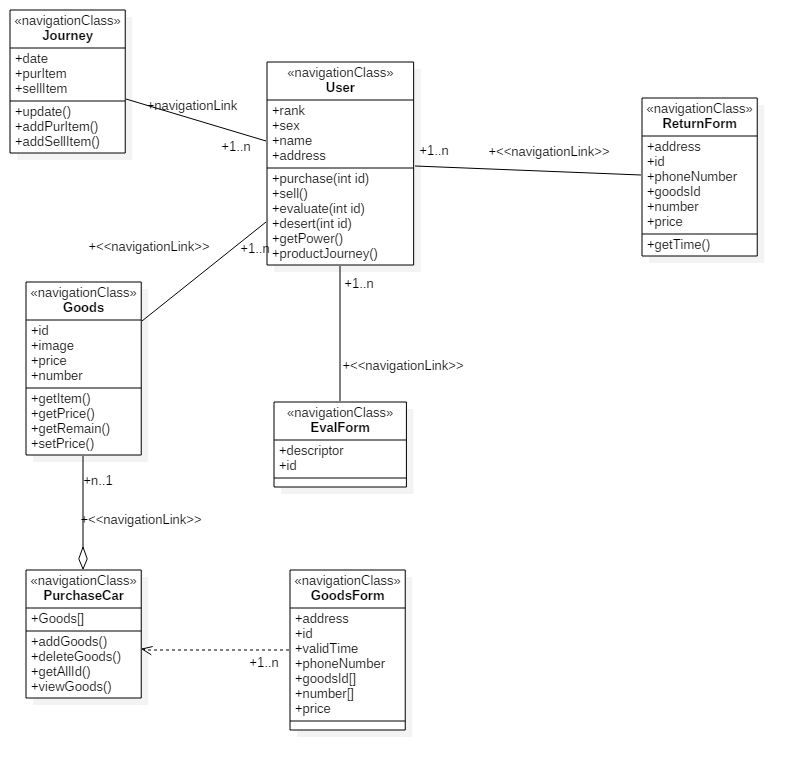 «navigationClass»
Journey
+date
+purItem
+sellItem
+update()
+addPurItem()
+addSellItem()
+navigationLink
+1..n
«navigationClass»
User
+rank
+sex
+name
+address
+purchase(int id)
+sell()
+evaluate(int id)
+desert(int id)
+getPower()
+productJourney()
+1..n
+<<navigationLink>>
«navigationClass»
ReturnForm
+address
+id
+phoneNumber
+goodsId
+number
+price
+getTime()
+<<navigationLink>>
+1..n
+1..n
+<<navigationLink>>
«navigationClass»
Goods
+id
+image
+price
+number
+getItem()
+getPrice()
+getRemain()
+setPrice()
«navigationClass»
EvalForm
+descriptor
+id
+n..1
+<<navigationLink>>
«navigationClass»
PurchaseCar
+Goods[]
+addGoods()
+deleteGoods()
+getAllId()
+viewGoods()
+1..n
«navigationClass»
GoodsForm
+address
+id
+validTime
+phoneNumber
+goodsId[]
+number[]
+price